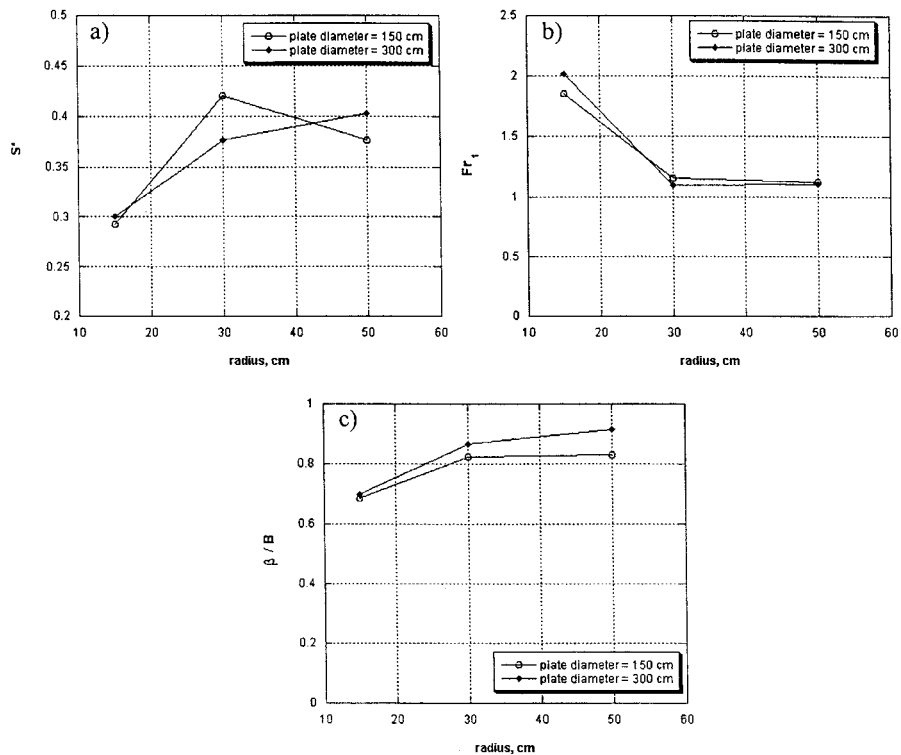 a)
plate diameter = 150 cm
plate diameter = 300 cm
0.5
0.45
0.4
0.35
0.3
0.25
0.2
S'
10 20 30 40 50 60
radius, cm
b)
plate diameter = 150 cm
plate diameter = 300 cm
2.5
2
1.5
1
0.5
0
Fr₁
10 20 30 40 50 60
radius, cm
c)
1
0.8
0.6
0.4
0.2
0
β / B
plate diameter = 150 cm
plate diameter = 300 cm
10 20 30 40 50 60
radius, cm